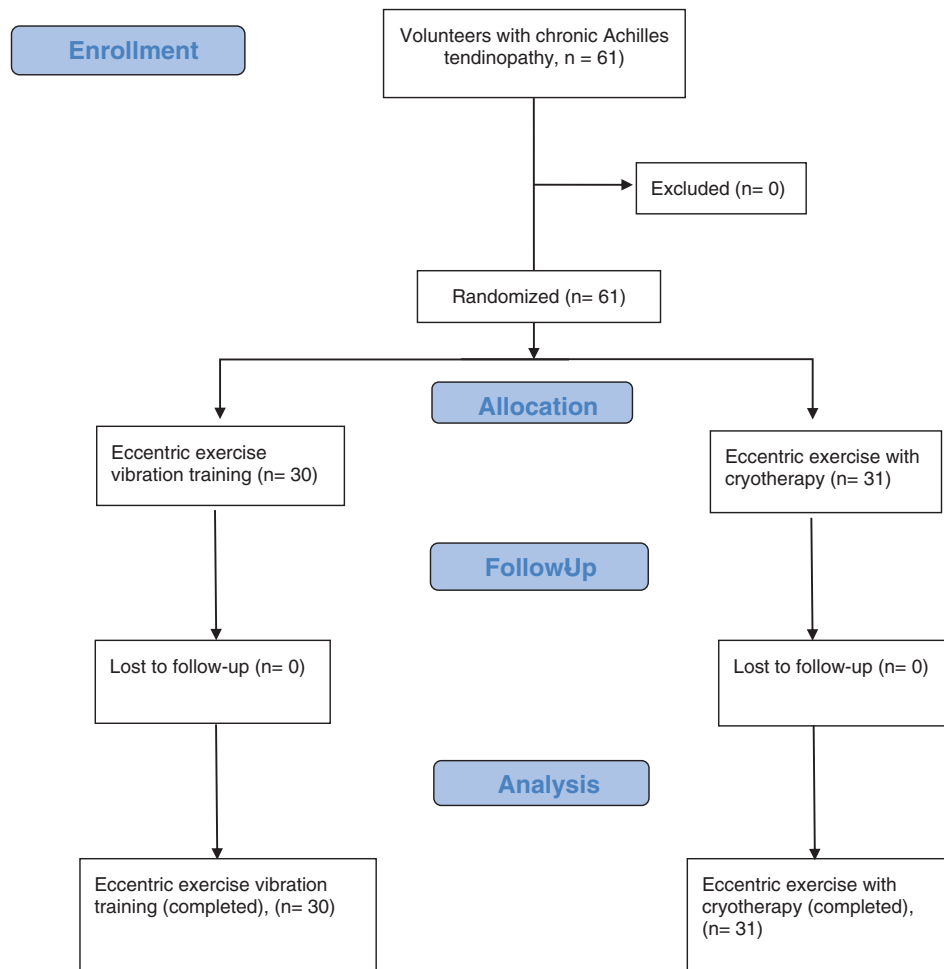 Enrollment
Volunteers with chronic Achilles
tendinopathy, n = 61)
Excluded (n= 0)
Randomized (n= 61)
Allocation
Eccentric exercise
vibration training (n= 30)
Eccentric exercise with
cryotherapy (n= 31)
FollowUp
Lost to follow-up (n= 0)
Lost to follow-up (n= 0)
Analysis
Eccentric exercise vibration
training (completed), (n= 30)
Eccentric exercise with
cryotherapy (completed),
(n= 31)